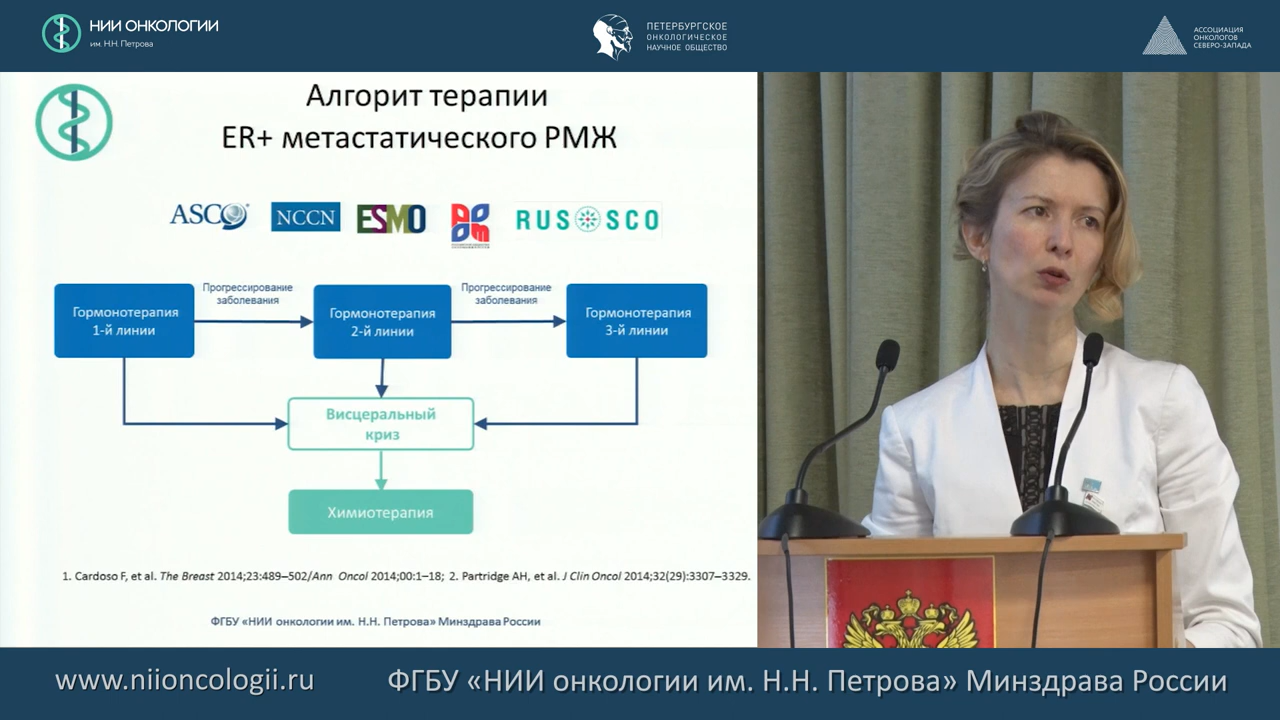 НИИ ОНКОЛОГИИ
им. Н.Н. Петрова
ПЕТЕРБУРГСКОЕ
ОНКОЛОГИЧЕСКОЕ
НАУЧНОЕ ОБЩЕСТВО
АССОЦИАЦИЯ
ОНКОЛОГОВ
СЕВЕРО-ЗАПАДА
Алгорит терапии
ER+ метастатического РМЖ
ASCO
NCCN
ESMO
RUSSCO
Прогрессирование
заболевания
Прогрессирование
заболевания
Гормонотерапия
1-й линии
Гормонотерапия
2-й линии
Гормонотерапия
3-й линии
Висцеральный
криз
Химиотерапия
1. Cardoso F, et al. The Breast 2014;23:489–502/Ann Oncol 2014;00:1–18; 2. Partridge AH, et al. J Clin Oncol 2014;32(29):3307–3329.
ФГБУ «НИИ онкологии им. Н.Н. Петрова» Минздрава России
www.niioncologii.ru
ФГБУ «НИИ онкологии им. Н.Н. Петрова» Минздрава России